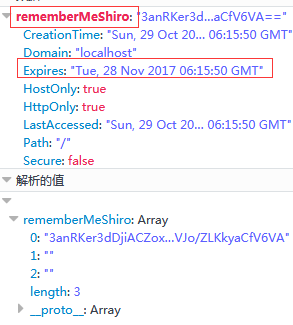 rememberMeShiro: "3anRKer3d...aCfV6VA=="
CreationTime: "Sun, 29 Oct 20... 06:15:50 GMT"
Domain: "localhost"
Expires: "Tue, 28 Nov 2017 06:15:50 GMT"
HostOnly: true
HttpOnly: true
LastAccessed: "Sun, 29 Oct 20... 06:15:50 GMT"
Path: "/"
Secure: false
解析的值
rememberMeShiro: Array
0: "3anRKer3dDjiACZox...VJo/ZLKkyaCfV6VA"
1: ""
2: ""
length: 3
__proto__: Array